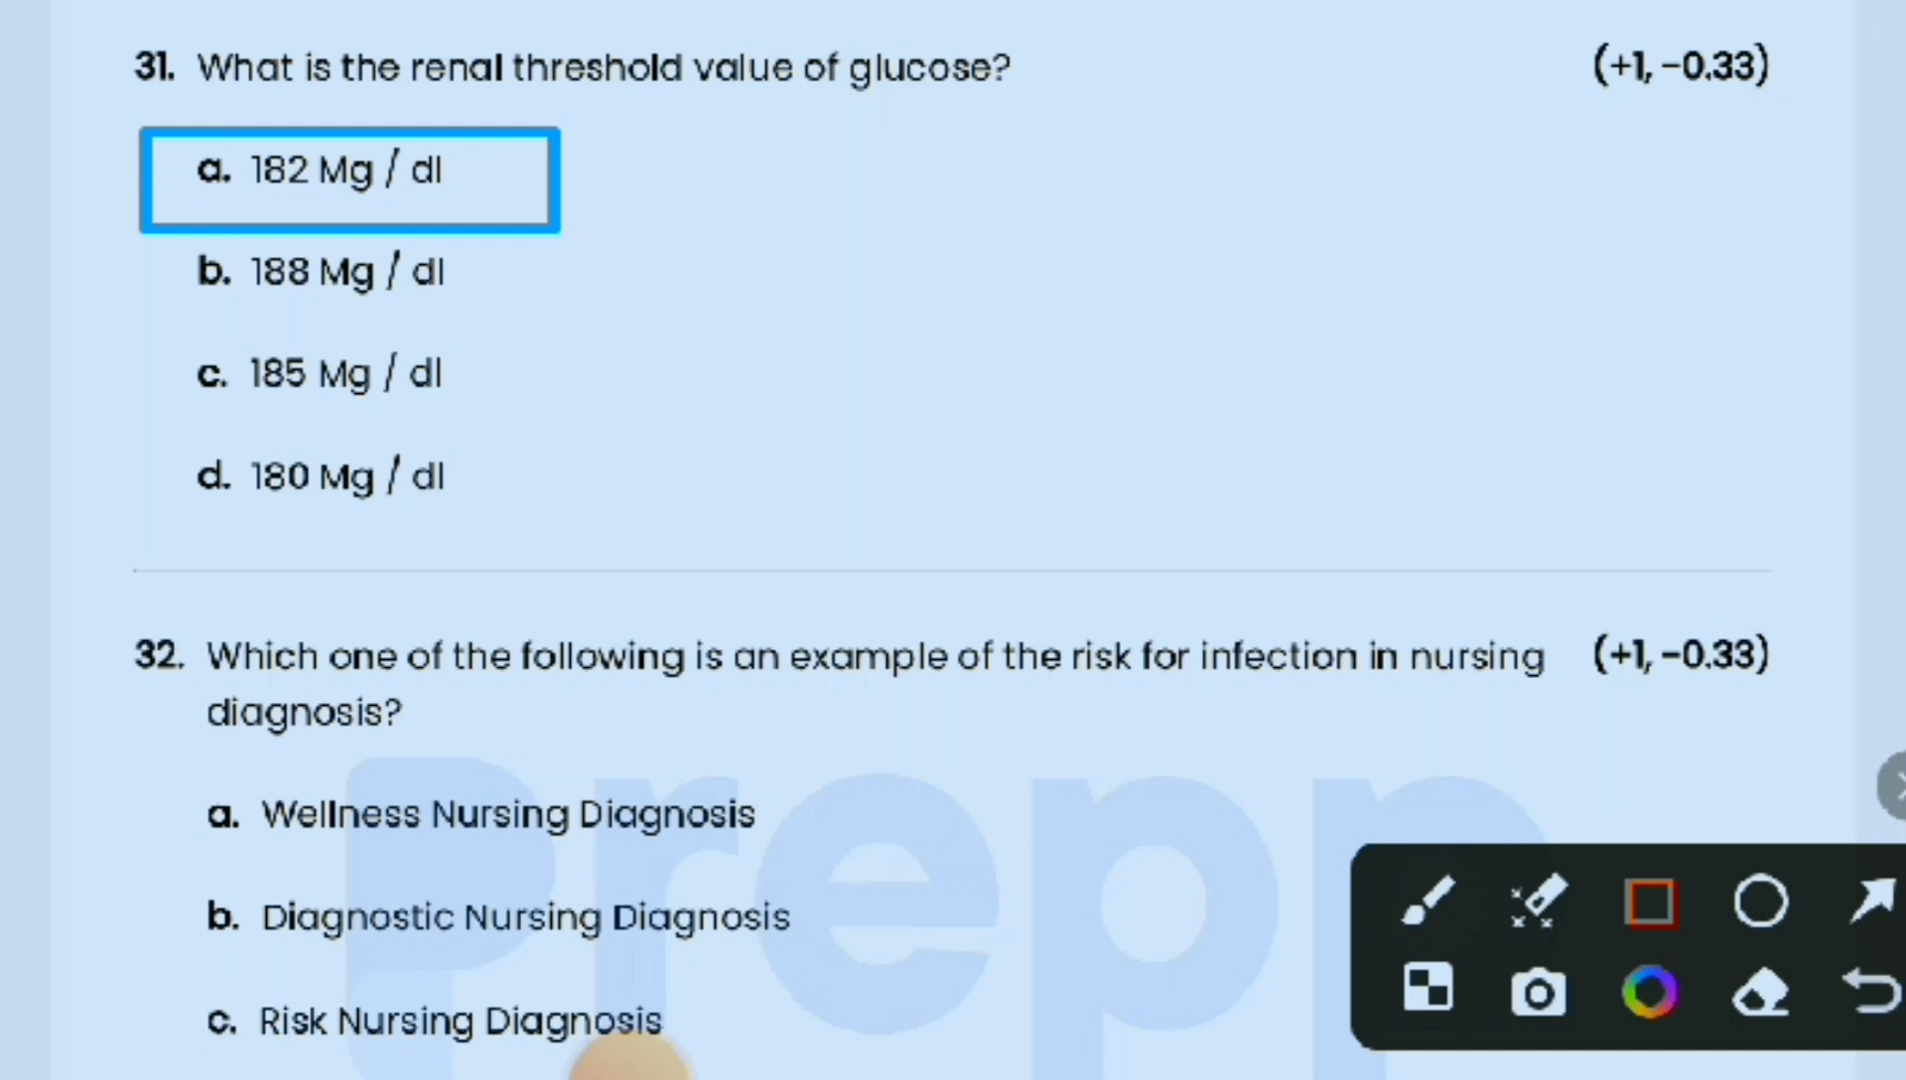 31. What is the renal threshold value of glucose? (+1, -0.33)
a. 182 Mg / dl
b. 188 Mg / dl
c. 185 Mg / dl
d. 180 Mg / dl
32. Which one of the following is an example of the risk for infection in nursing (+1, -0.33)
diagnosis?
a. Wellness Nursing Diagnosis
b. Diagnostic Nursing Diagnosis
c. Risk Nursing Diagnosis
Prepp